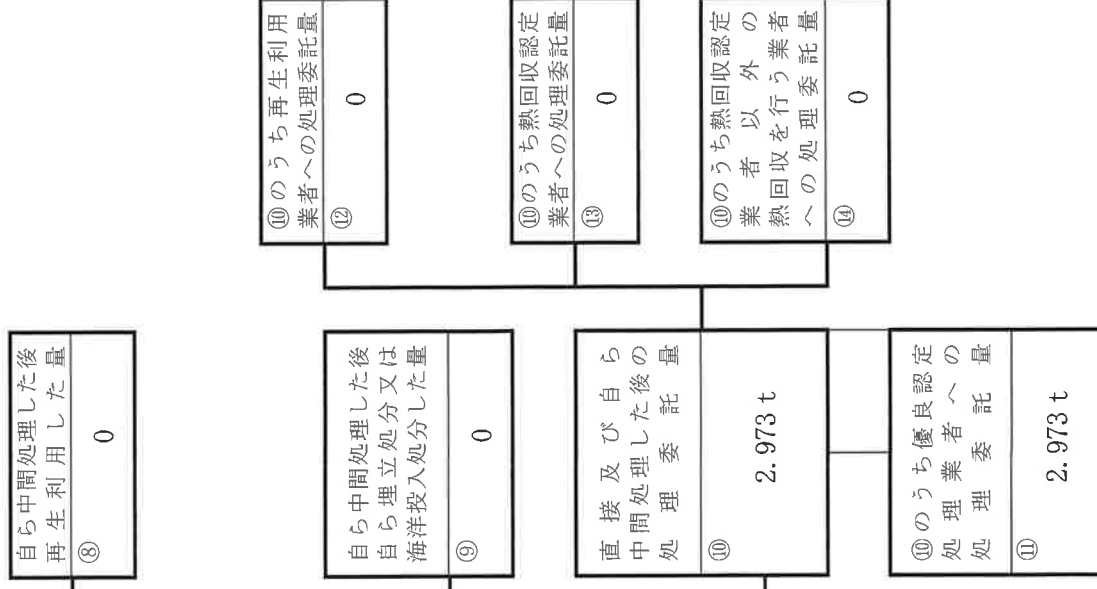 自ら中間処理した後
再生利用した量
⑧
0
自ら中間処理した後
自ら埋立処分又は
海洋投入処分した量
⑨
0
直接及び自ら
中間処理した後の
処理委託量
⑩
2.973 t
⑩のうち優良認定
処理業者への
処理委託量
⑪
2.973 t
⑩のうち再生利用
業者への処理委託量
⑫
0
⑩のうち熱回収認定
業者への処理委託量
⑬
0
⑩のうち熱回収認定
業者以外の
熱回収を行う業者
への処理委託量
⑭
0